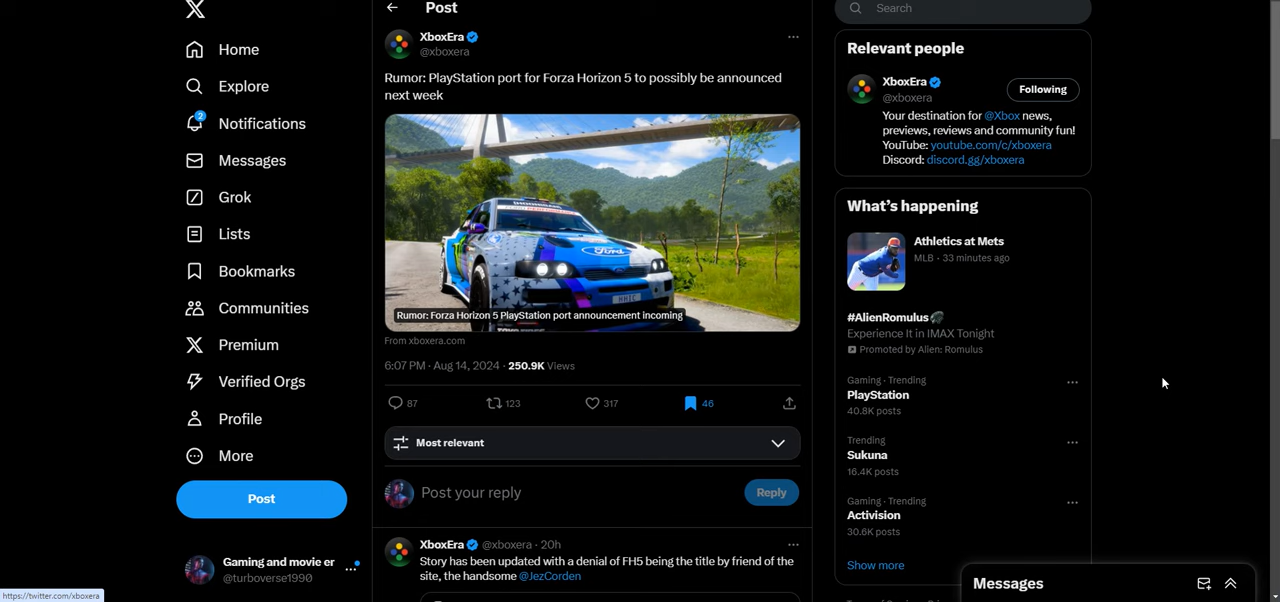 Home
Explore
2
Notifications
Messages
Grok
Lists
Bookmarks
Communities
Premium
Verified Orgs
Profile
More
Post
Gaming and movie er
@turboverse1990
https://twitter.com/xboxera
Post
XboxEra
@xboxera
Rumor: PlayStation port for Forza Horizon 5 to possibly be announced
next week
Ford
Rumor: Forza Horizon 5 PlayStation port announcement incoming
From xboxera.com
6:07 PM · Aug 14, 2024 · 250.9K Views
87
123
317
46
Most relevant
Post your reply
Reply
XboxEra @xboxera · 20h
Story has been updated with a denial of FH5 being the title by friend of the
site, the handsome @JezCorden
Search
Relevant people
XboxEra
@xboxera
Following
Your destination for @Xbox news,
previews, reviews and community fun!
YouTube: youtube.com/c/xboxera
Discord: discord.gg/xboxera
What's happening
Athletics at Mets
MLB · 33 minutes ago
#AlienRomulus
Experience It in IMAX Tonight
Promoted by Alien: Romulus
Gaming · Trending
PlayStation
40.8K posts
Trending
Sukuna
16.4K posts
Gaming · Trending
Activision
30.6K posts
Show more
Messages